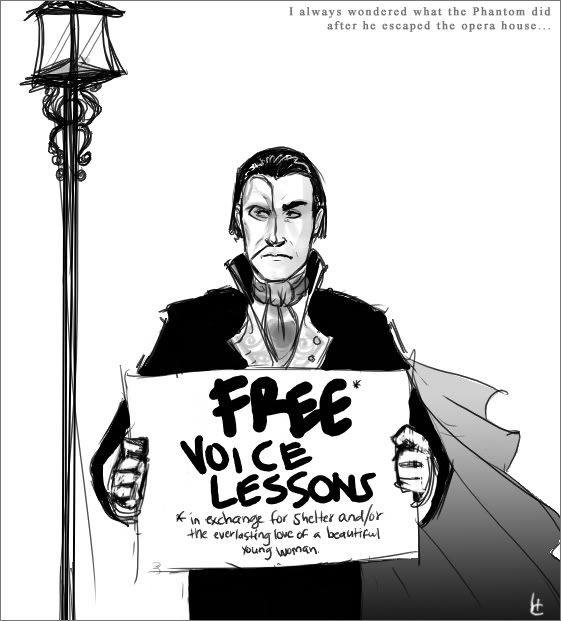 I always wondered what the Phantom did
after he escaped the opera house...
FREE*
VOICE
LESSONS
* in exchange for shelter and/or
the everlasting love of a beautiful
young woman.